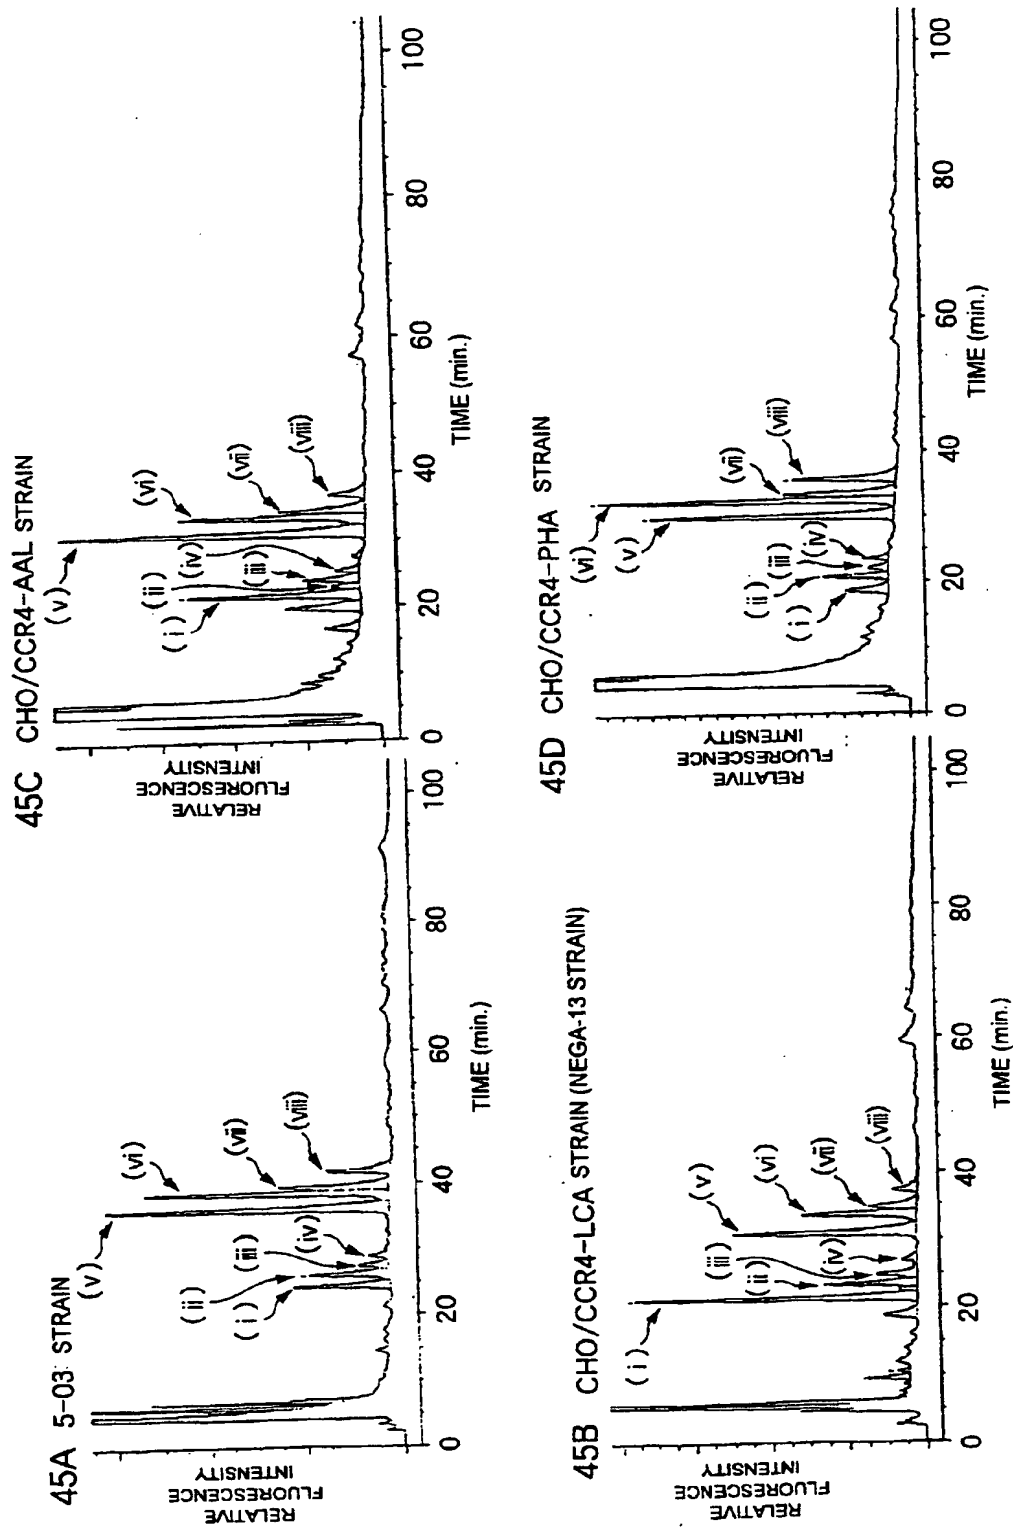 45A 5-03: STRAIN
RELATIVE
FLUORESCENCE
INTENSITY
(i)
(ii)
(iii)
(iv)
(v)
(vi)
(vii)
(viii)
0
20
40
60
80
100
TIME (min.)
45B CHO/CCR4-LCA STRAIN (NEGA-13 STRAIN)
RELATIVE
FLUORESCENCE
INTENSITY
(i)
(ii)
(iii)
(iv)
(v)
(vi)
(vii)
(viii)
0
20
40
60
80
100
TIME (min.)
45C CHO/CCR4-AAL STRAIN
RELATIVE
FLUORESCENCE
INTENSITY
(i)
(ii)
(iii)
(iv)
(v)
(vi)
(vii)
(viii)
0
20
40
60
80
100
TIME (min.)
45D CHO/CCR4-PHA STRAIN
RELATIVE
FLUORESCENCE
INTENSITY
(i)
(ii)
(iii)
(iv)
(v)
(vi)
(vii)
(viii)
0
20
40
60
80
100
TIME (min.)